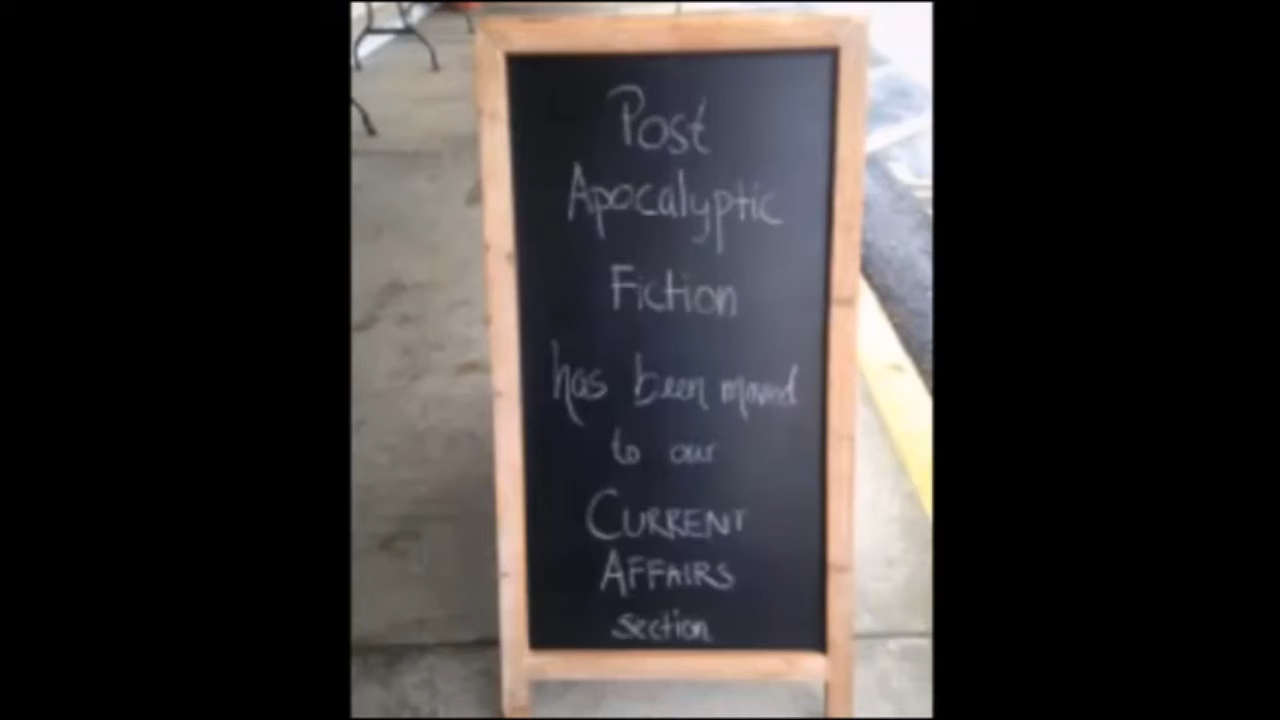 Post
Apocalyptic
Fiction
has been moved
to our
CURRENT
AFFAIRS
section